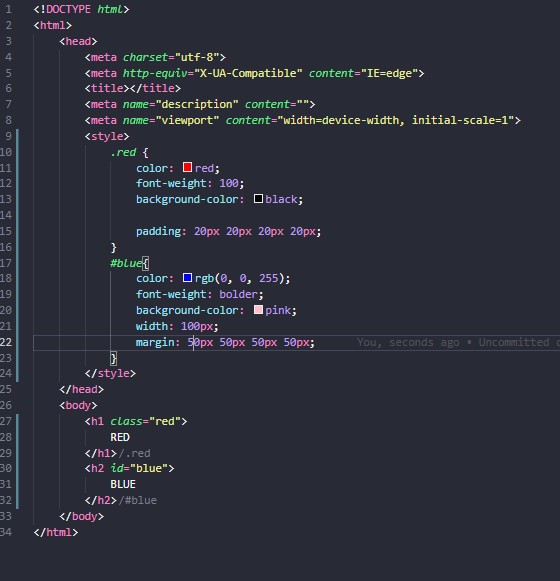 1 <!DOCTYPE html>
2 <html>
3 <head>
4 <meta charset="utf-8">
5 <meta http-equiv="X-UA-Compatible" content="IE=edge">
6 <title></title>
7 <meta name="description" content="">
8 <meta name="viewport" content="width=device-width, initial-scale=1">
9 <style>
10 .red {
11 color: red;
12 font-weight: 100;
13 background-color: black;
14
15 padding: 20px 20px 20px 20px;
16 }
17 #blue{
18 color: rgb(0, 0, 255);
19 font-weight: bolder;
20 background-color: pink;
21 width: 100px;
22 margin: 50px 50px 50px 50px; You, seconds ago • Uncommitted
23 }
24 </style>
25 </head>
26 <body>
27 <h1 class="red">
28 RED
29 </h1>/.red
30 <h2 id="blue">
31 BLUE
32 </h2>/#blue
33 </body>
34 </html>